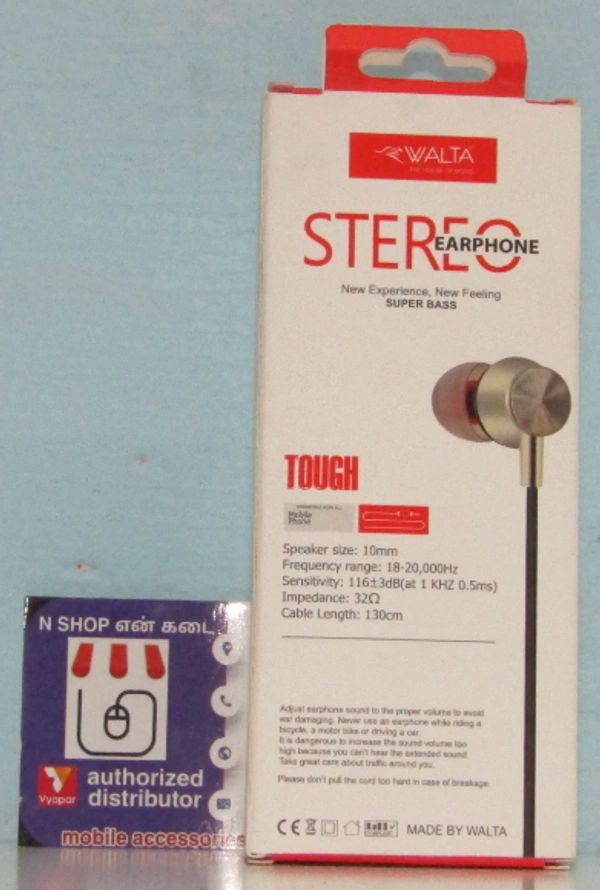 WALTA
STEREO
EARPHONE
New Experience, New Feeling
SUPER BASS
TOUGH
Mobile
Phone
Speaker size: 10mm
Frequency range: 18-20,000Hz
Sensitivity: 116±3dB(at 1 KHZ 0.5ms)
Impedance: 32Ω
Cable Length: 130cm
Adjust earphone sound to the proper volume to avoid
ear damaging. Never use an earphone while riding a
bicycle, a motor bike or driving a car.
It is dangerous to increase the sound volume too
high because you can't hear the extended sound.
Take great care about traffic around you.
Please don't pull the cord too hard in case of breakage.
CE
MADE BY WALTA
N SHOP என் கடை
Vyapar
authorized
distributor
mobile accessories